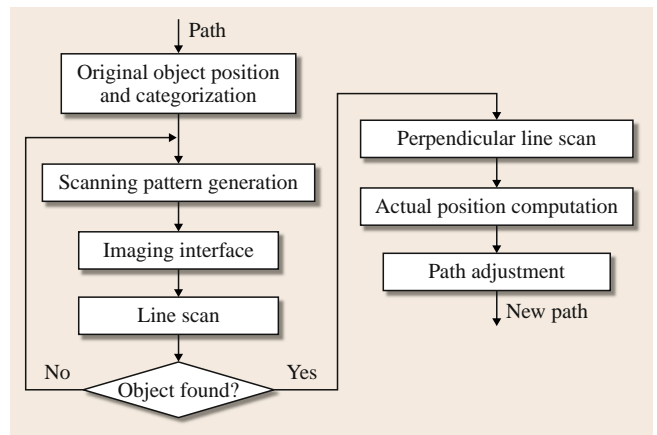 Path
Original object position
and categorization
Scanning pattern generation
Imaging interface
Line scan
Object found?
No
Yes
Perpendicular line scan
Actual position computation
Path adjustment
New path